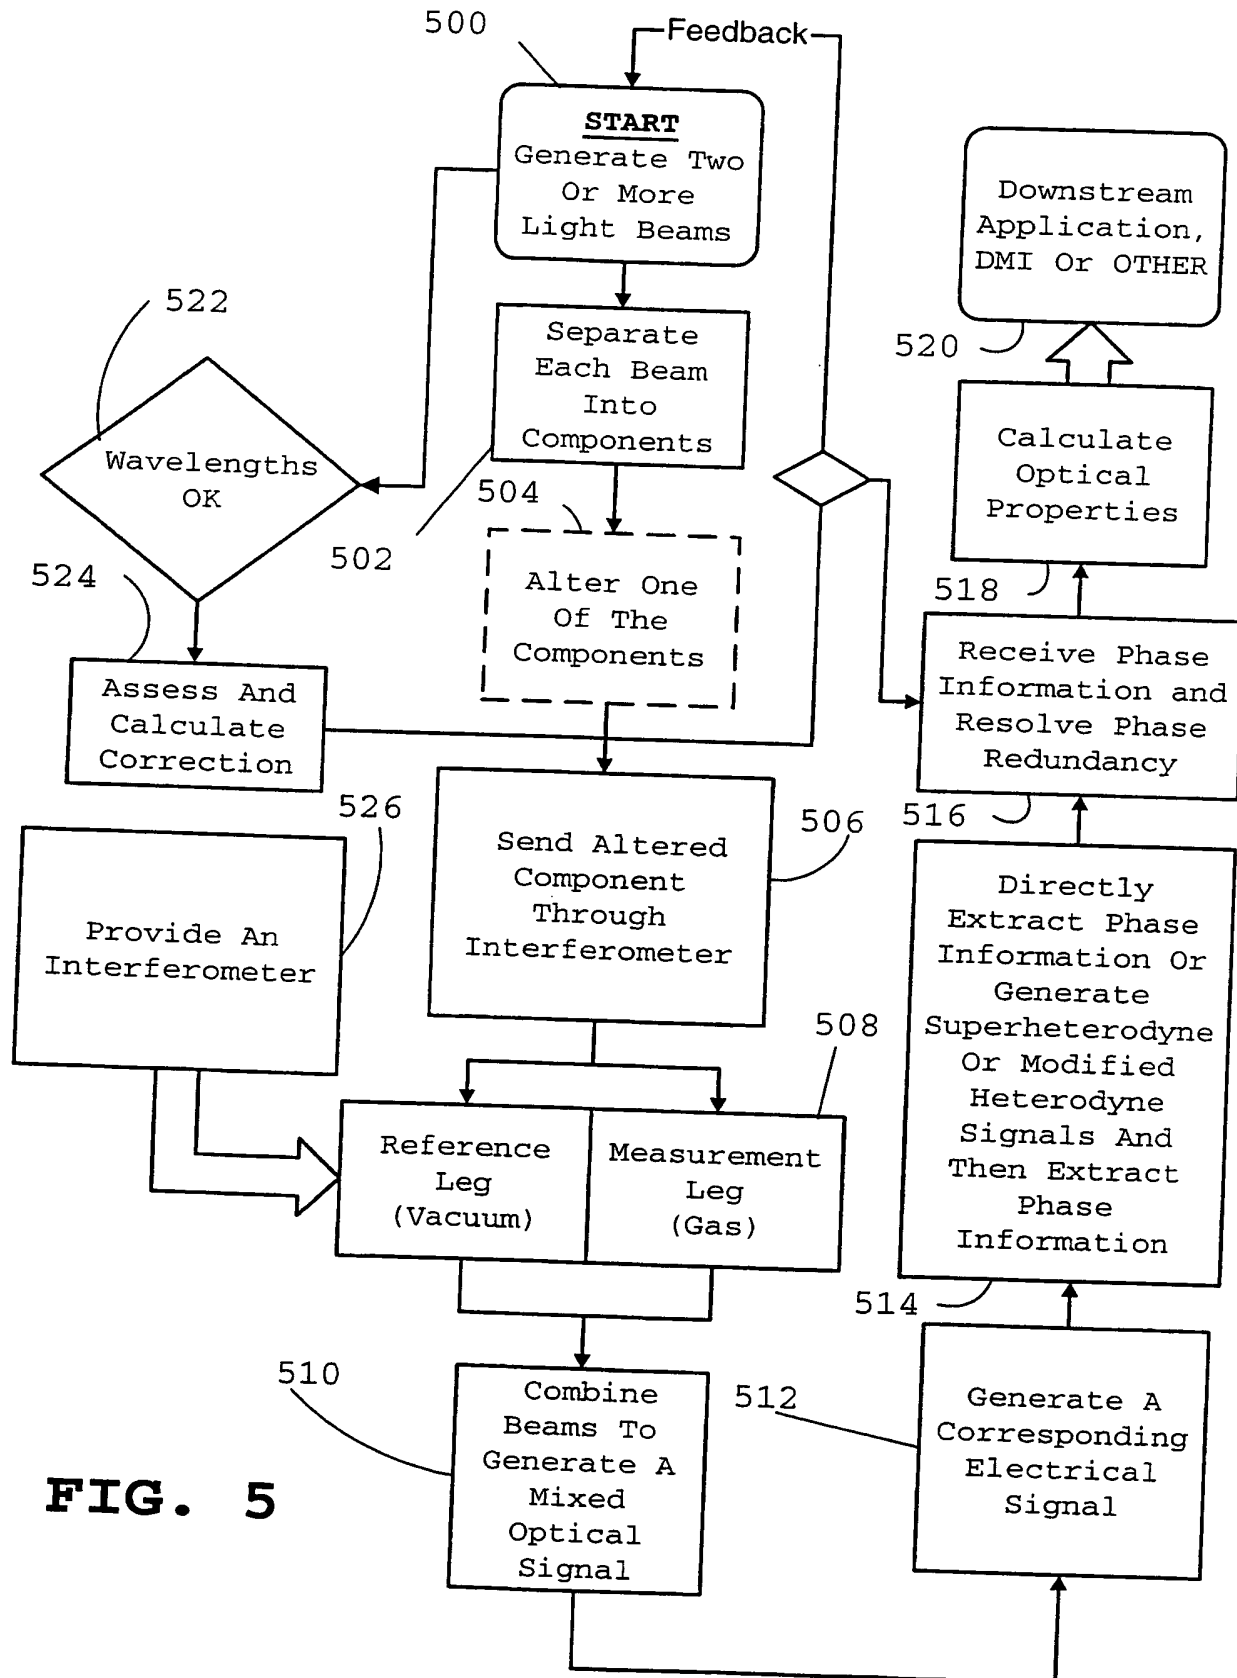 500
Feedback
START
Generate Two
Or More
Light Beams
522
Separate
Each Beam
Into
Components
Wavelengths
OK
502
504
524
Alter One
Of The
Components
Assess And
Calculate
Correction
526
506
Provide An
Interferometer
Send Altered
Component
Through
Interferometer
508
Reference
Leg
(Vacuum)
Measurement
Leg
(Gas)
510
Combine
Beams To
Generate A
Mixed
Optical
Signal
512
Generate A
Corresponding
Electrical
Signal
514
Directly
Extract Phase
Information Or
Generate
Superheterodyne
Or Modified
Heterodyne
Signals And
Then Extract
Phase
Information
516
Receive Phase
Information and
Resolve Phase
Redundancy
518
Calculate
Optical
Properties
520
Downstream
Application,
DMI Or OTHER
FIG. 5